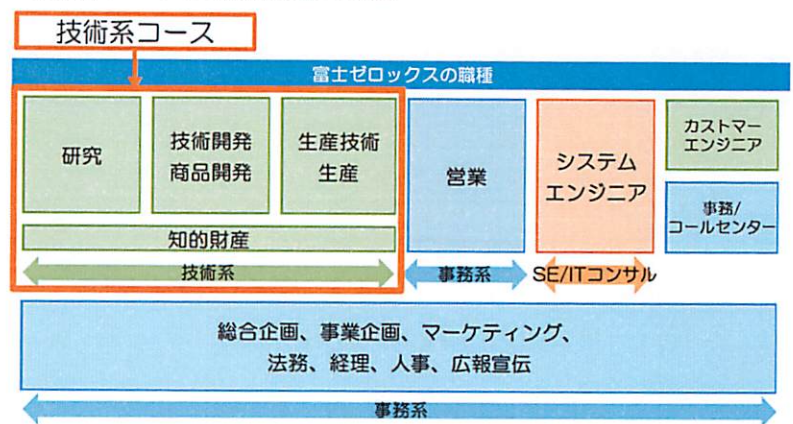 技術系コース
富士ゼロックスの職種
研究
技術開発
商品開発
生産技術
生産
営業
システム
エンジニア
カストマー
エンジニア
事務/
コールセンター
知的財産
技術系
事務系
SE/ITコンサル
総合企画、事業企画、マーケティング、
法務、経理、人事、広報宣伝
事務系